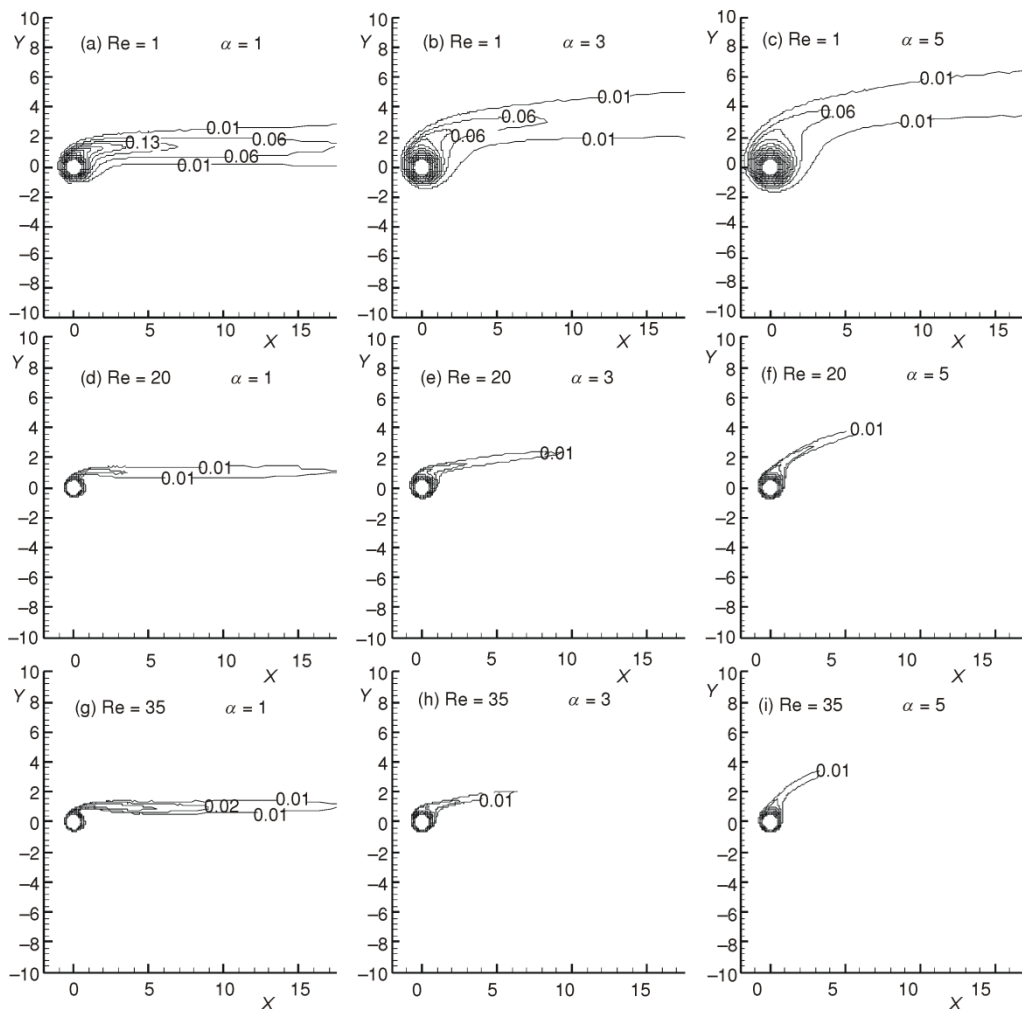 10 10 10
Y (a) Re = 1 α = 1 Y (b) Re = 1 α = 3 Y (c) Re = 1 α = 5
8 8 8
6 6 6
0.01
0.01
4 4 4
0.06
0.06
0.01
0.01
2 0.13 0.06 2 0.06 0.01 2
0 0.06 0 0
0.01
−2 −2 −2
−4 −4 −4
−6 −6 −6
−8 −8 −8
−10 −10 −10
0 5 10 15 0 5 10 15 0 5 10 15
X X X
10 10 10
Y Y Y
8 (d) Re = 20 α = 1 8 (e) Re = 20 α = 3 8 (f) Re = 20 α = 5
6 6 6
4 4 4 0.01
2 0.01 2 0.01 2
0.01
0 0 0
−2 −2 −2
−4 −4 −4
−6 −6 −6
−8 −8 −8
−10 −10 −10
0 5 10 15 0 5 10 15 0 5 10 15
X X X
10 10 10
Y Y Y
8 (g) Re = 35 α = 1 8 (h) Re = 35 α = 3 8 (i) Re = 35 α = 5
6 6 6
4 4 4
0.01
2 0.02 0.01 2 0.01 2
0.01
0 0 0
−2 −2 −2
−4 −4 −4
−6 −6 −6
−8 −8 −8
−10 −10 −10
0 5 10 15 0 5 10 15 0 5 10 15
X X X